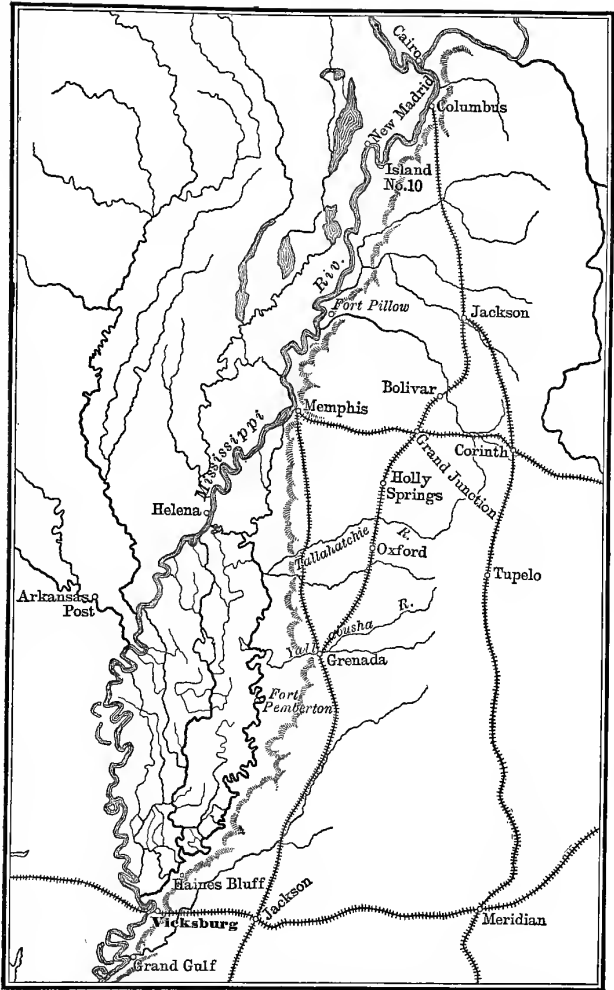 Cairo
New Madrid
Columbus
Island
No. 10
Riv.
Fort Pillow
Jackson
Bolivar
Mississippi
Memphis
Corinth
Grand Junction
Holly
Springs
Helena
Tallahatchie R.
Oxford
Arkansas
Post
Tupelo
Yallabusha R.
Grenada
Fort
Pemberton
Haines Bluff
Jackson
Vicksburg
Meridian
Grand Gulf